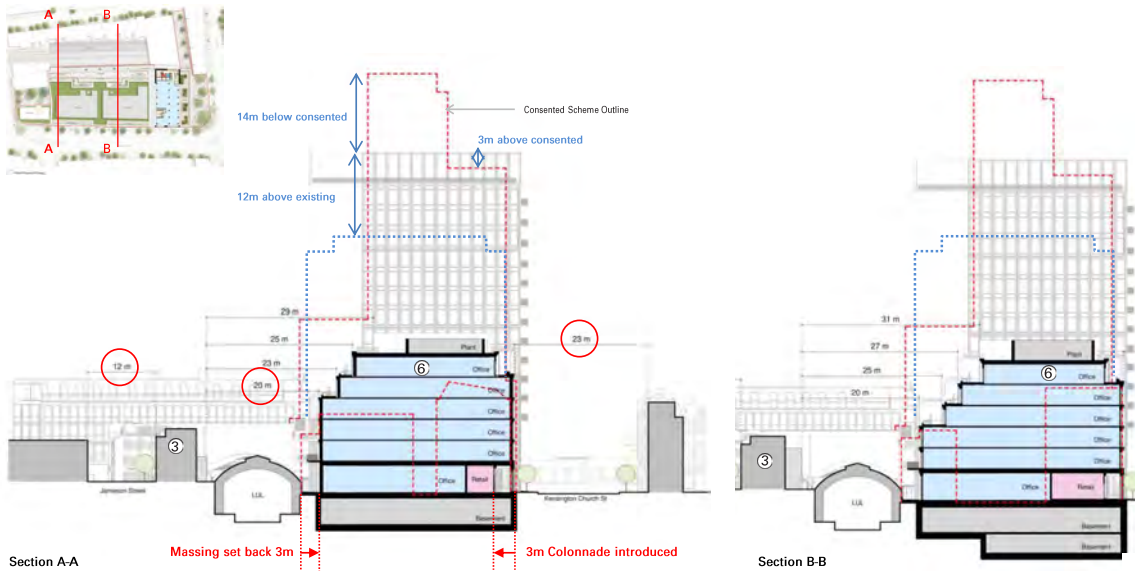 A
B
A
B
14m below consented
Consented Scheme Outline
3m above consented
12m above existing
29 m
25 m
23 m
12 m
20 m
23 m
Plant
6
Office
Office
Office
Office
Office
Office
Retail
Basement
3
LUL
Jameson Street
Kensington Church St
Massing set back 3m
3m Colonnade introduced
Section A-A
31 m
27 m
25 m
20 m
Plant
6
Office
Office
Office
Office
Office
Office
Retail
Basement
Basement
3
LUL
Section B-B